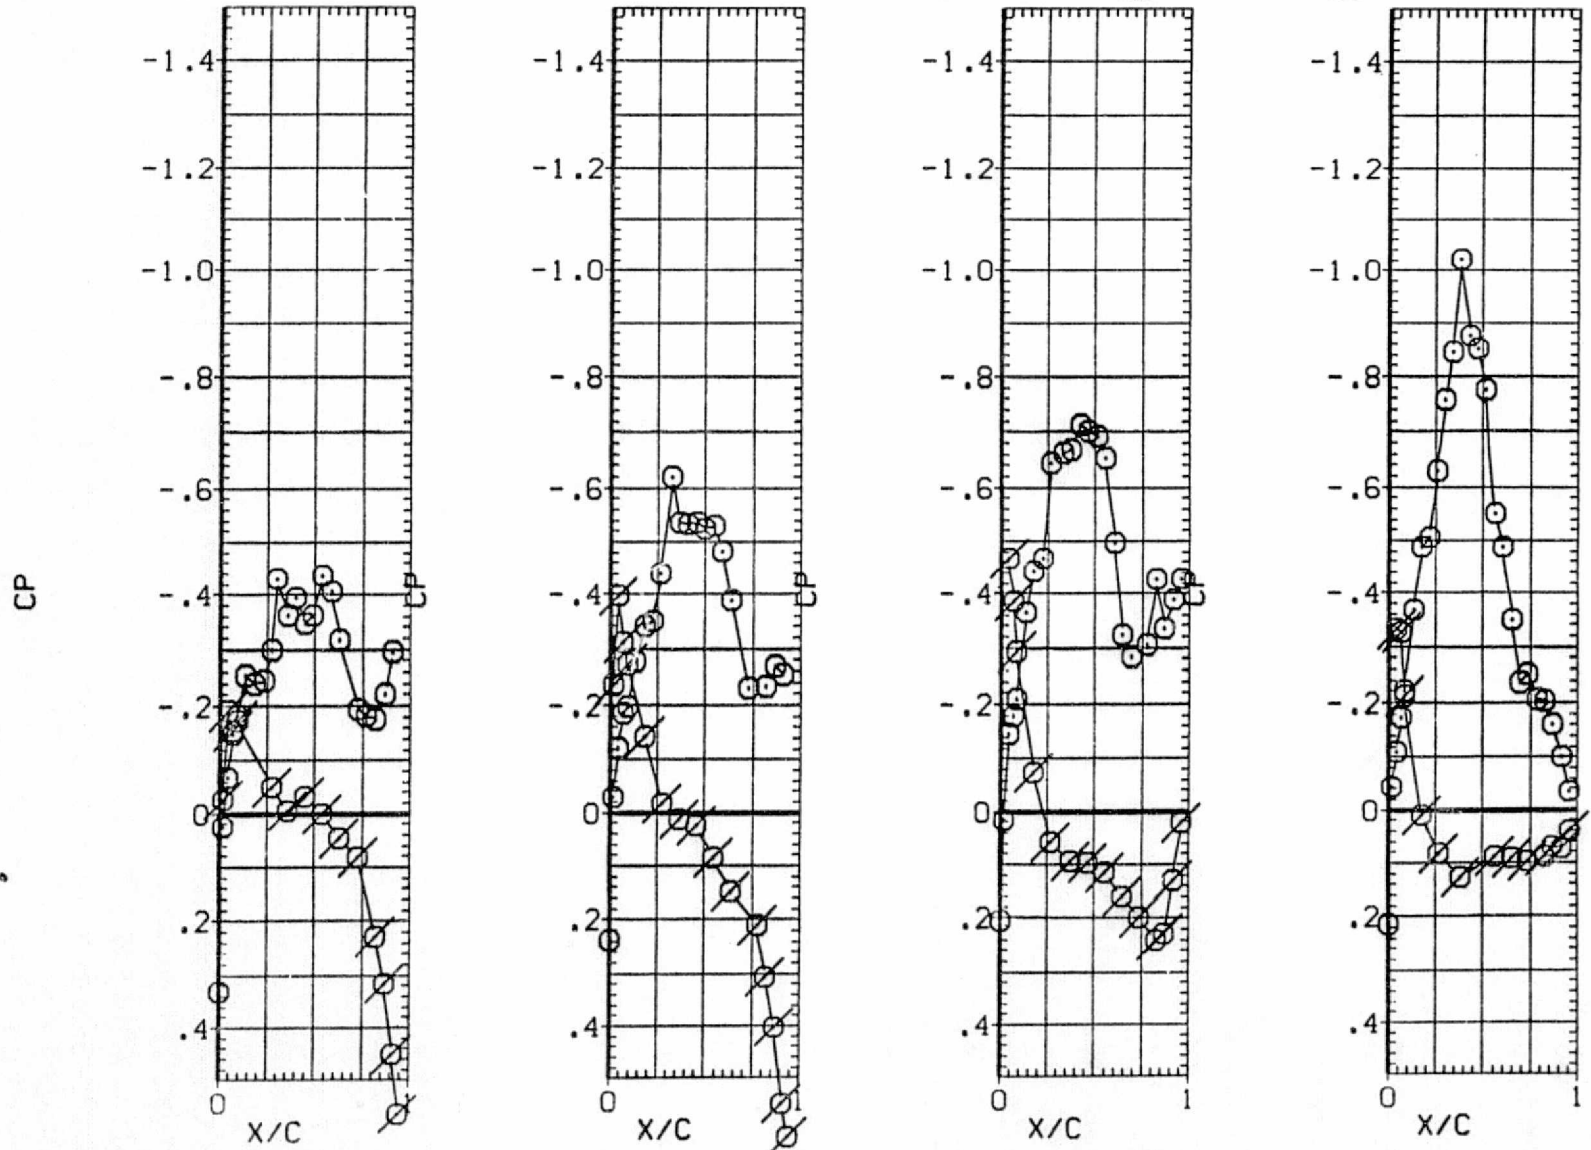 -1.4 -1.4 -1.4 -1.4
-1.2 -1.2 -1.2 -1.2
-1.0 -1.0 -1.0 -1.0
-.8 -.8 -.8 -.8
-.6 -.6 -.6 -.6
CP -.4 CP -.4 CP -.4 CP -.4
-.2 -.2 -.2 -.2
0 0 0 0
.2 .2 .2 .2
.4 .4 .4 .4
0 1 0 1 0 1 0 1
X/C X/C X/C X/C